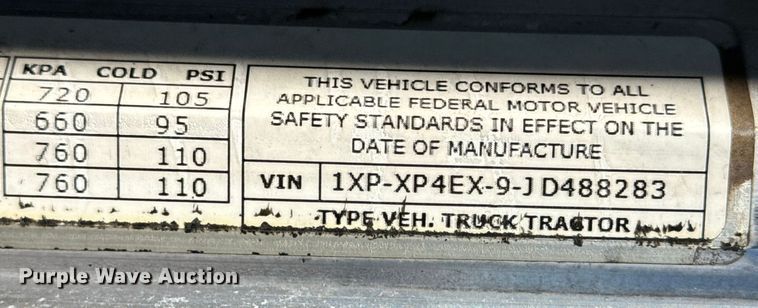 KPA COLD PSI
720 105
660 95
760 110
760 110
THIS VEHICLE CONFORMS TO ALL
APPLICABLE FEDERAL MOTOR VEHICLE
SAFETY STANDARDS IN EFFECT ON THE
DATE OF MANUFACTURE
VIN 1XP-XP4EX-9-JD488283
TYPE VEH. TRUCK TRACTOR
Purple Wave Auction